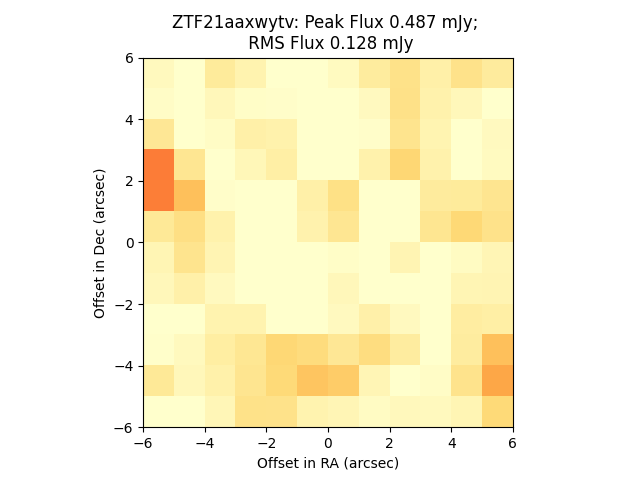 ZTF21aaxwytv: Peak Flux 0.487 mJy;
RMS Flux 0.128 mJy
6
4
2
0
−2
−4
−6
Offset in Dec (arcsec)
−6 −4 −2 0 2 4 6
Offset in RA (arcsec)